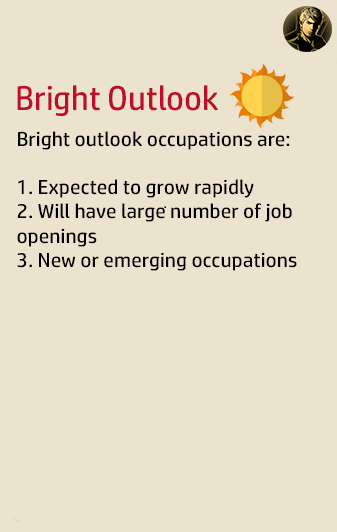 Bright Outlook
Bright outlook occupations are:
1. Expected to grow rapidly
2. Will have large number of job
openings
3. New or emerging occupations